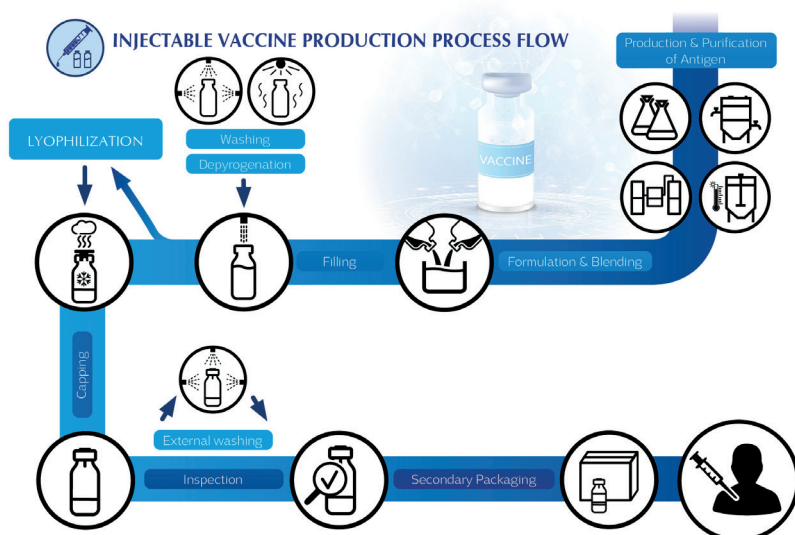 INJECTABLE VACCINE PRODUCTION PROCESS FLOW
Production & Purification
of Antigen
LYOPHILIZATION
Washing
Depyrogenation
VACCINE
Filling
Formulation & Blending
Capping
External washing
Inspection
Secondary Packaging